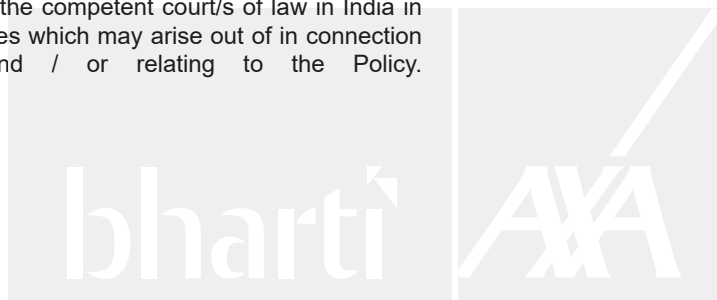 the competent court/s of law in India in
es which may arise out of in connection
nd / or relating to the Policy.
bharti AXA